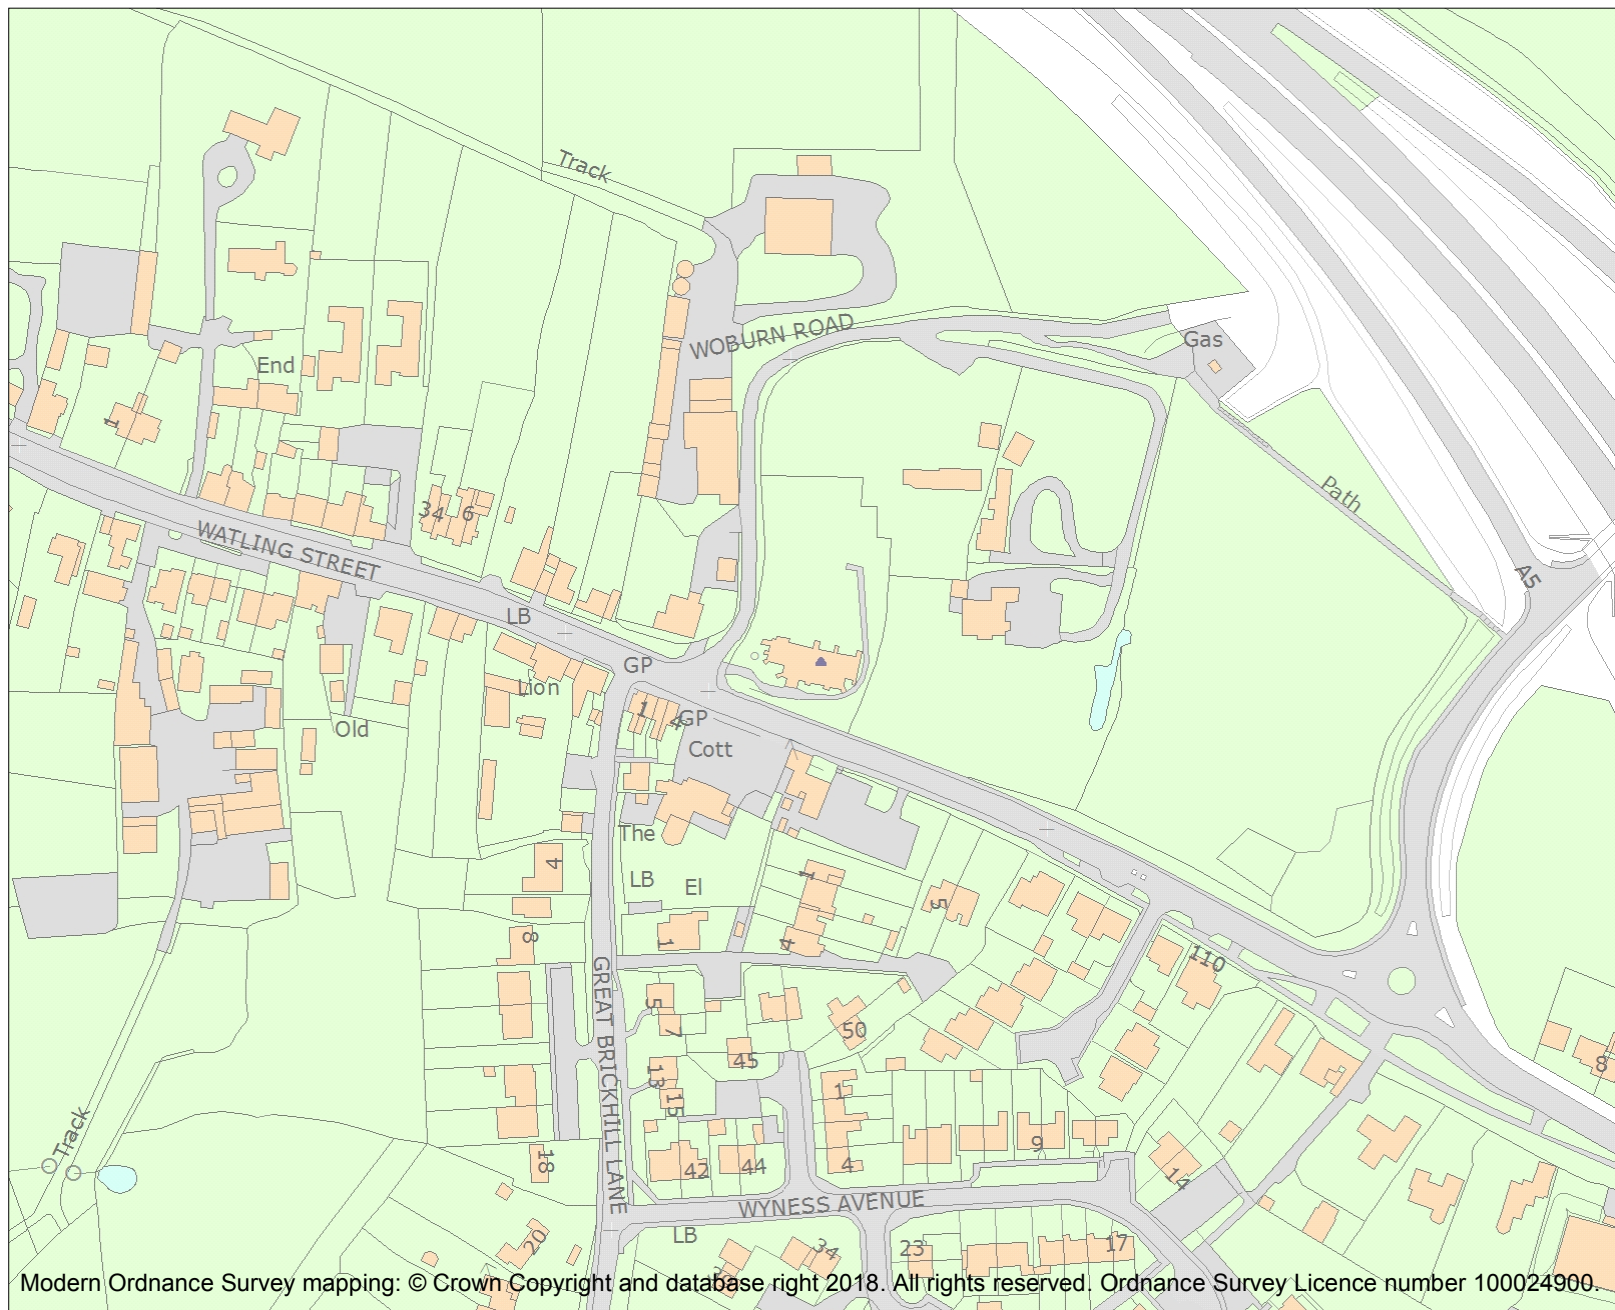 Track
WOBURN ROAD
Gas
End
1
Path
34
6
WATLING STREET
A5
LB
GP
Lion
1
4
GP
Old
Cott
The
4
1
LB
El
5
8
1
4
110
GREAT BRICKHILL LANE
5
7
50
45
8
13
1
15
Track
9
18
42
44
4
14
WYNESS AVENUE
LB
20
34
23
17
Modern Ordnance Survey mapping: © Crown Copyright and database right 2018. All rights reserved. Ordnance Survey Licence number 100024900.